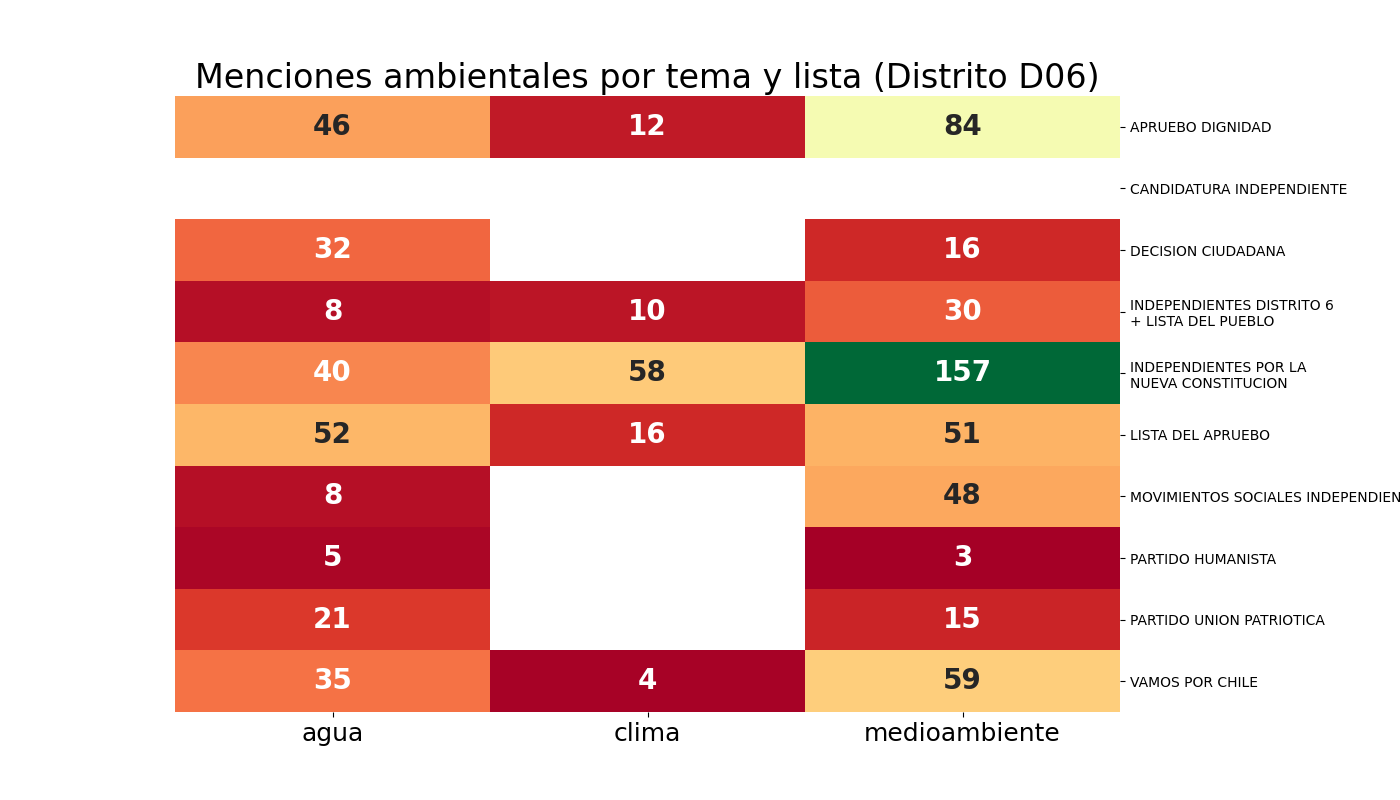 Menciones ambientales por tema y lista (Distrito D06)
46 12 84 APRUEBO DIGNIDAD
CANDIDATURA INDEPENDIENTE
32 16 DECISION CIUDADANA
8 10 30 INDEPENDIENTES DISTRITO 6
+ LISTA DEL PUEBLO
40 58 157 INDEPENDIENTES POR LA
NUEVA CONSTITUCION
52 16 51 LISTA DEL APRUEBO
8 48 MOVIMIENTOS SOCIALES INDEPENDIEN
5 3 PARTIDO HUMANISTA
21 15 PARTIDO UNION PATRIOTICA
35 4 59 VAMOS POR CHILE
agua clima medioambiente